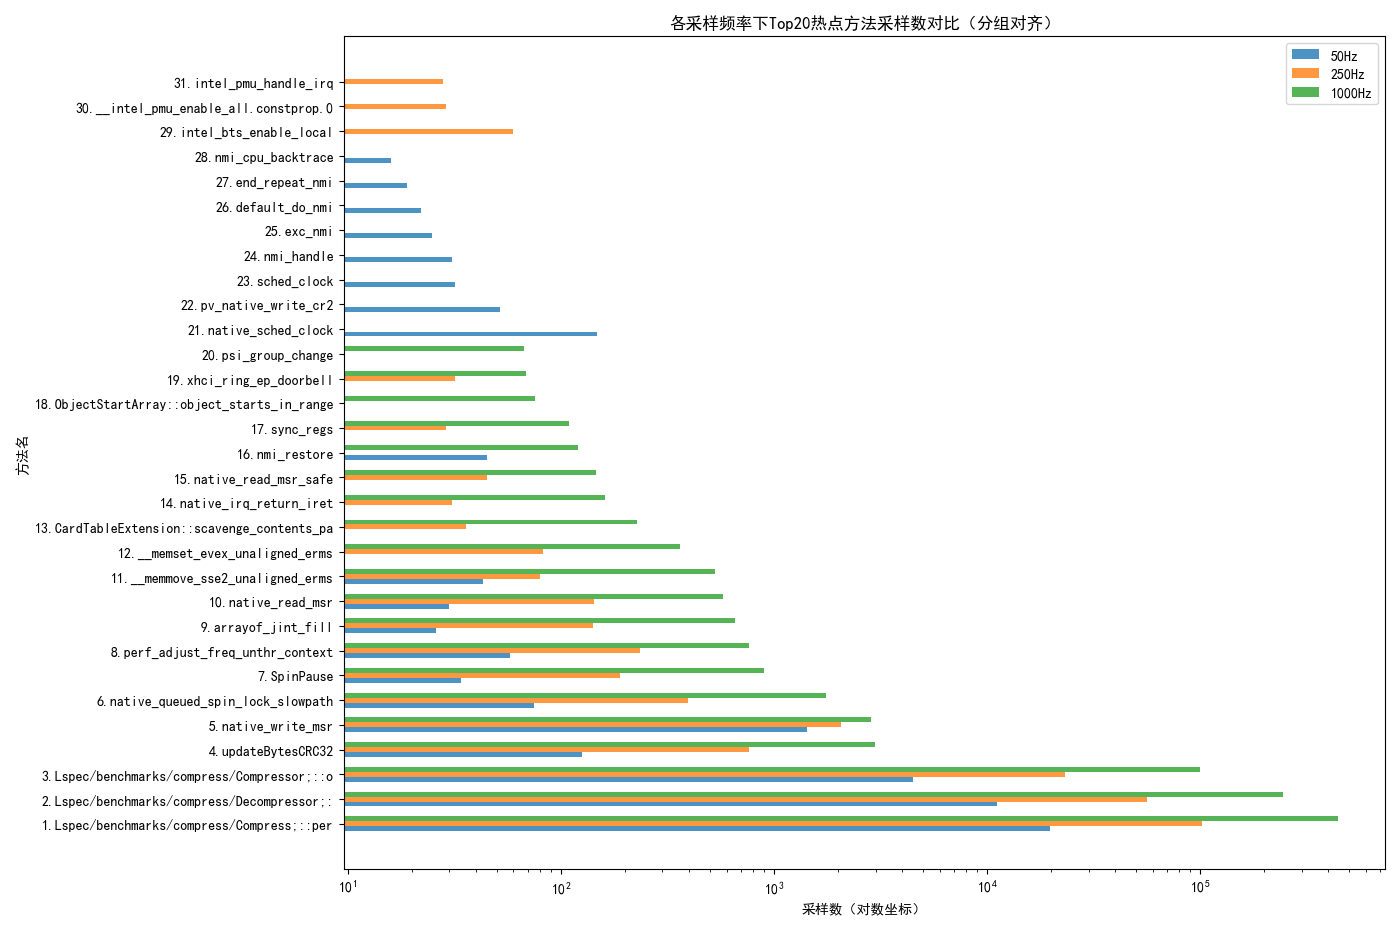 各采样频率下Top20热点方法采样数对比（分组对齐）
50Hz
250Hz
1000Hz
31.intel_pmu_handle_irq
30.__intel_pmu_enable_all.constprop.0
29.intel_bts_enable_local
28.nmi_cpu_backtrace
27.end_repeat_nmi
26.default_do_nmi
25.exc_nmi
24.nmi_handle
23.sched_clock
22.pv_native_write_cr2
21.native_sched_clock
20.psi_group_change
19.xhci_ring_ep_doorbell
18.ObjectStartArray::object_starts_in_range
17.sync_regs
16.nmi_restore
15.native_read_msr_safe
14.native_irq_return_iret
13.CardTableExtension::scavenge_contents_pa
12.__memset_evex_unaligned_erms
11.__memmove_sse2_unaligned_erms
10.native_read_msr
9.arrayof_jint_fill
8.perf_adjust_freq_unthr_context
7.SpinPause
6.native_queued_spin_lock_slowpath
5.native_write_msr
4.updateBytesCRC32
3.Lspec/benchmarks/compress/Compressor;::o
2.Lspec/benchmarks/compress/Decompressor;:
1.Lspec/benchmarks/compress/Compress;::per
方法名
10¹ 10² 10³ 10⁴ 10⁵
采样数（对数坐标）